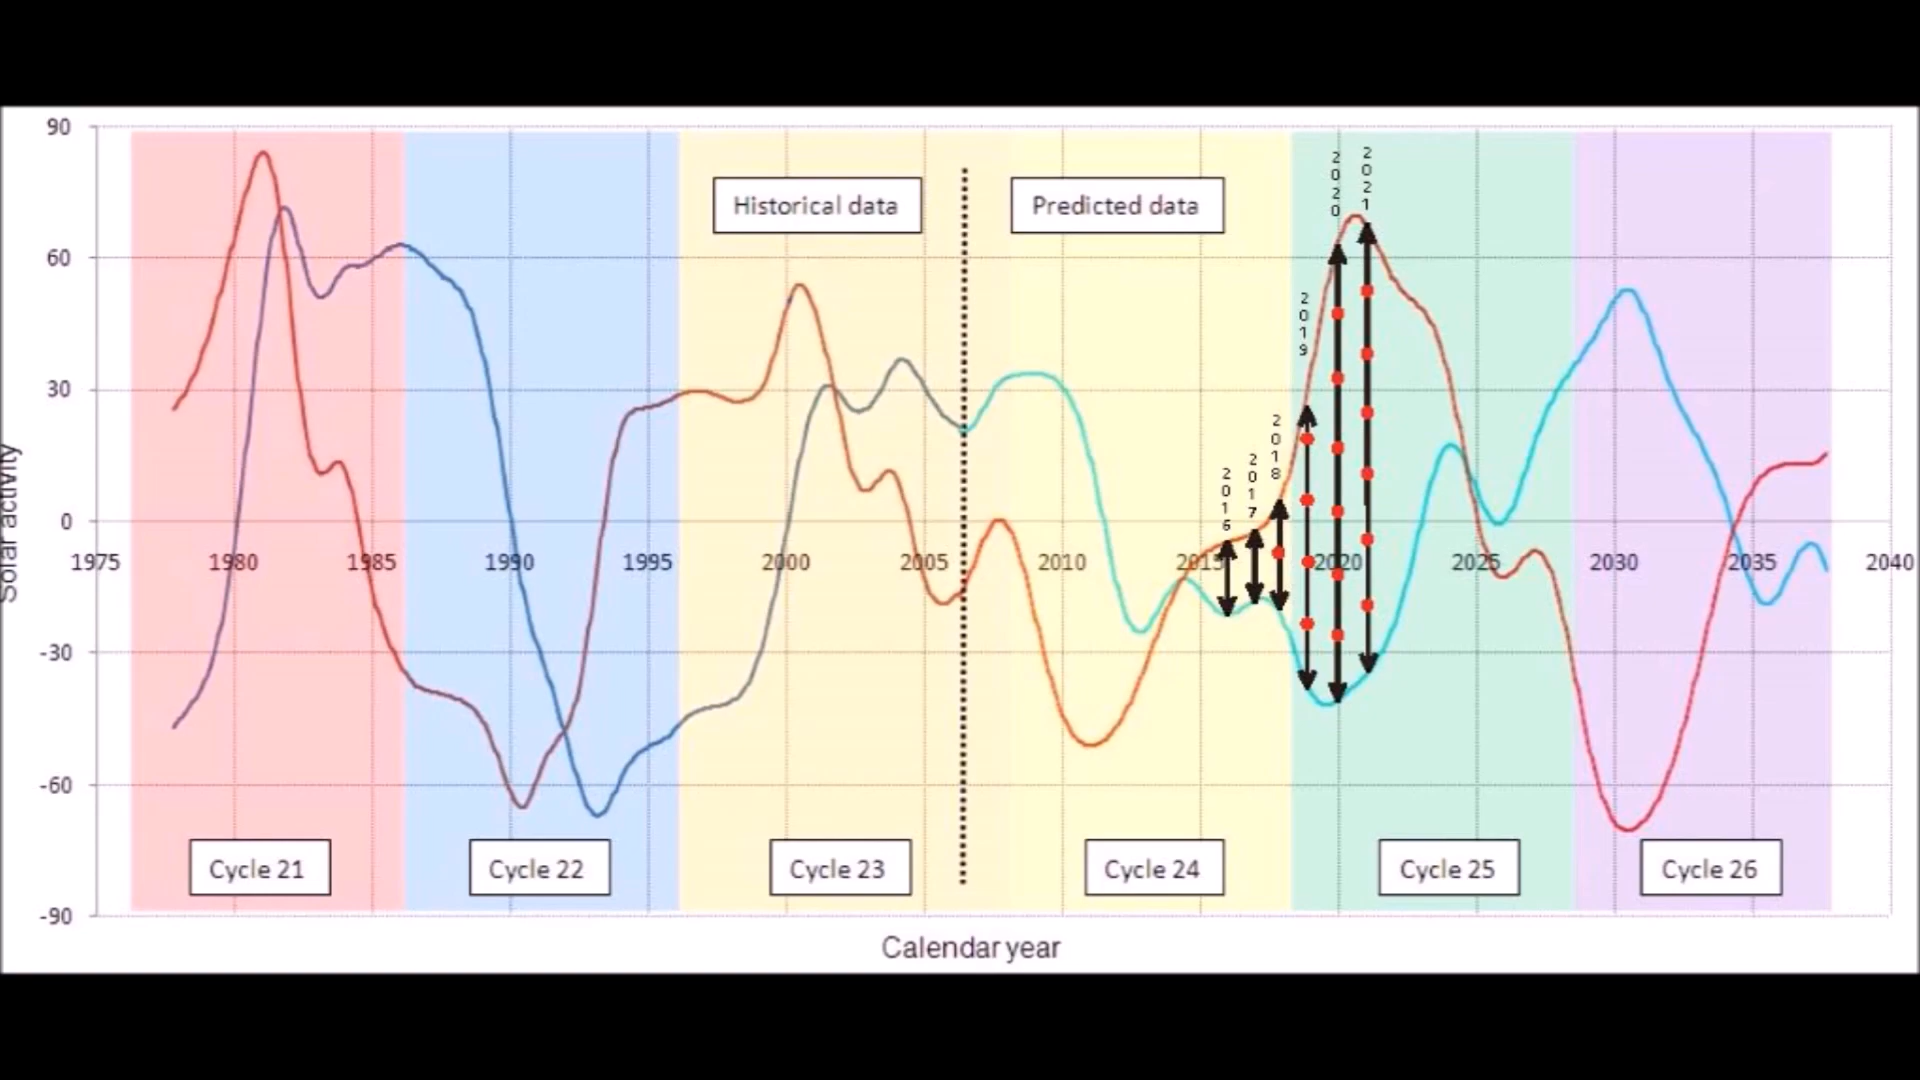 90
60
30
0
-30
-60
-90
Solar activity
Historical data
Predicted data
2016
2017
2018
2019
2020
2021
1975 1980 1985 1990 1995 2000 2005 2010 2015 2020 2025 2030 2035 2040
Cycle 21
Cycle 22
Cycle 23
Cycle 24
Cycle 25
Cycle 26
Calendar year